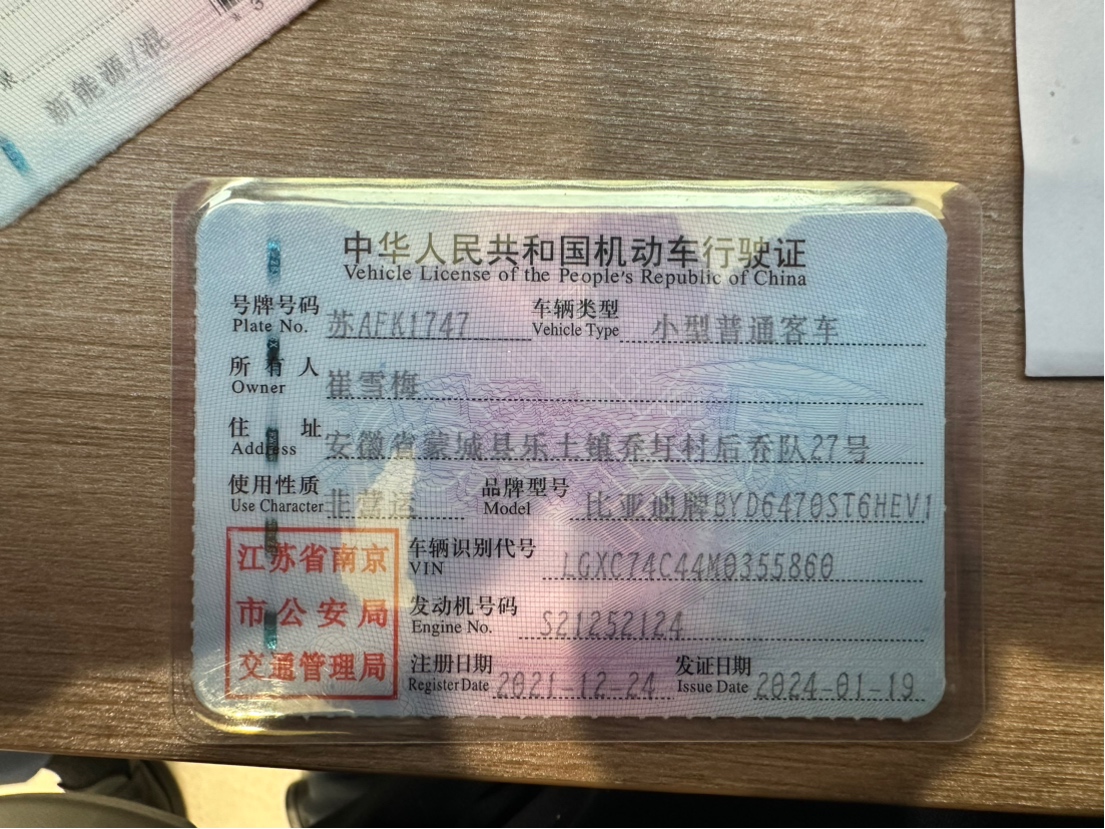 新能源/混
中华人民共和国机动车行驶证
Vehicle License of the People's Republic of China
号牌号码 苏AFK1747 车辆类型 小型普通客车
Plate No. Vehicle Type
所有人 崔雪梅
Owner
住址 安徽省蒙城县乐土镇乔圩村后乔队27号
Address
使用性质 非营运 品牌型号 比亚迪牌BYD6470ST6HEV1
Use Character Model
江苏省南京
市公安局
交通管理局
车辆识别代号 LGXC74C44M0355860
VIN
发动机号码 S21252124
Engine No.
注册日期 2021-12-24 发证日期 2024-01-19
Register Date Issue Date